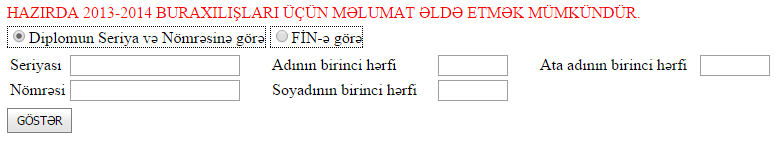 HAZIRDA 2013-2014 BURAXILIŞLARI ÜÇÜN MƏLUMAT ƏLDƏ ETMƏK MÜMKÜNDÜR.
Diplomun Seriya və Nömrəsinə görə FİN-ə görə
Seriyası Adının birinci hərfi Ata adının birinci hərfi
Nömrəsi Soyadının birinci hərfi
GÖSTƏR